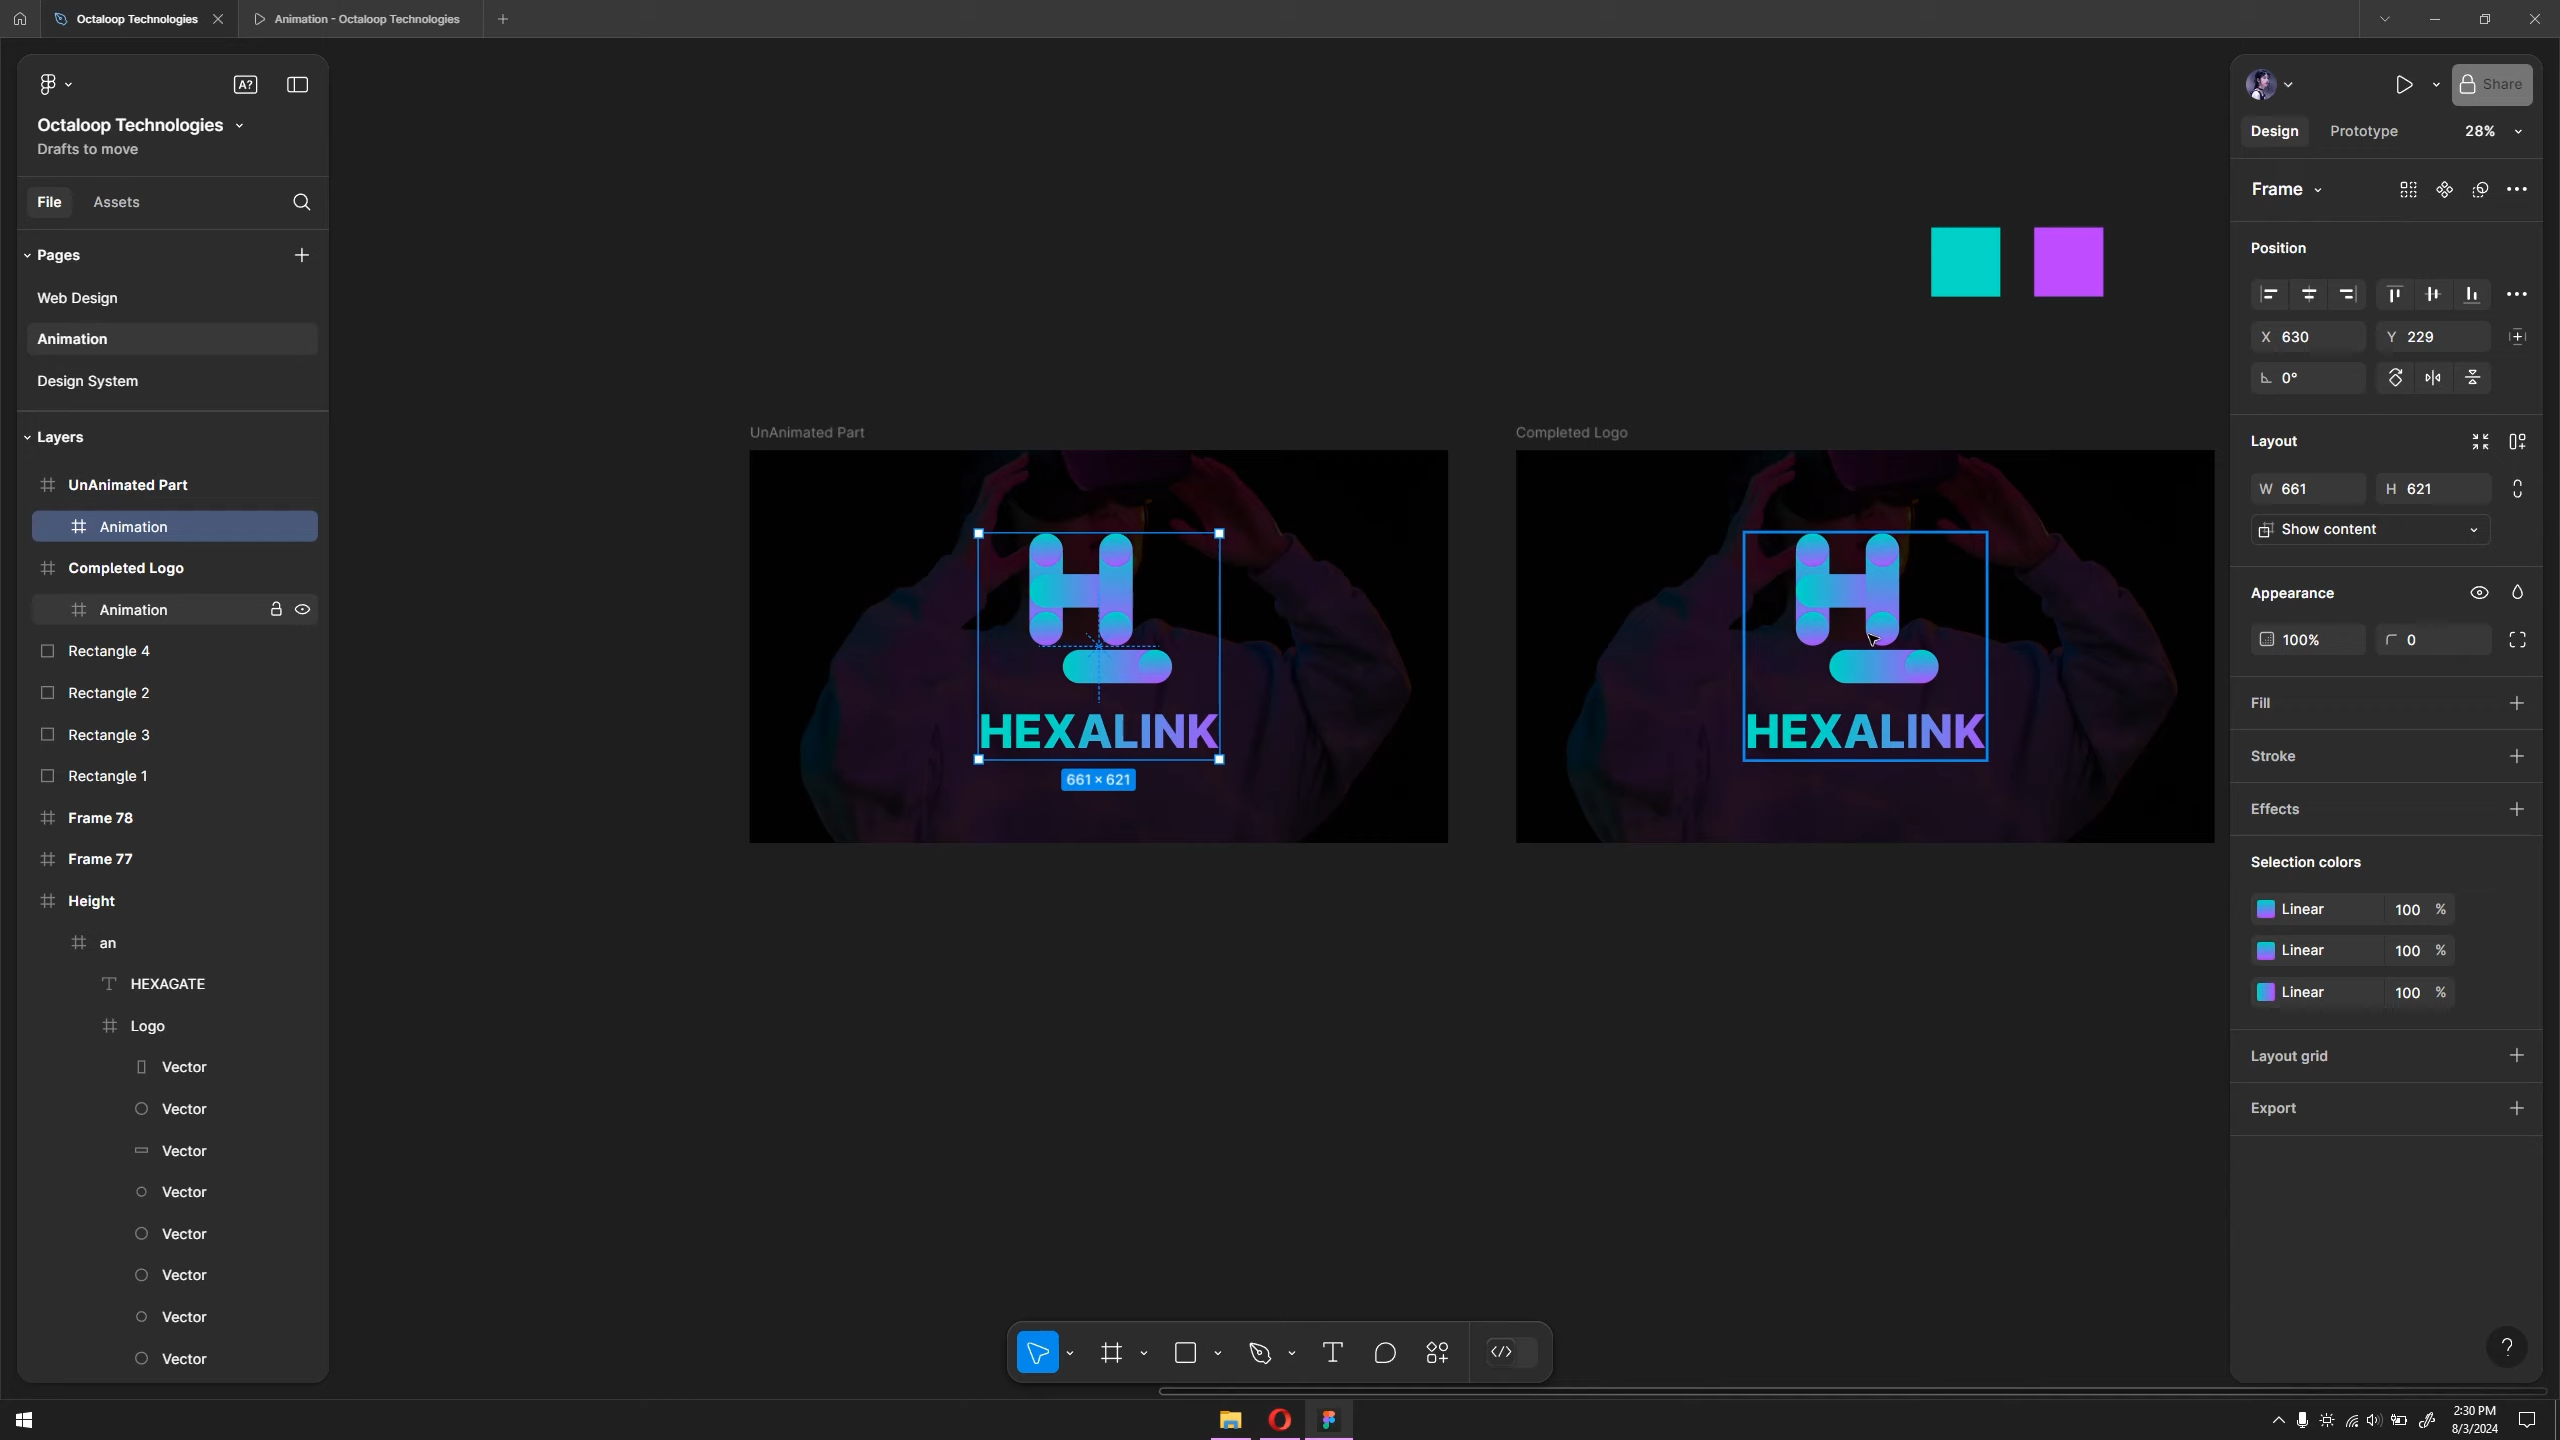 Octaloop Technologies
Animation - Octaloop Technologies
A?
Octaloop Technologies
Drafts to move
File
Assets
Pages
Web Design
Animation
Design System
Layers
UnAnimated Part
Animation
Completed Logo
Animation
Rectangle 4
Rectangle 2
Rectangle 3
Rectangle 1
Frame 78
Frame 77
Height
an
HEXAGATE
Logo
Vector
Vector
Vector
Vector
Vector
Vector
Vector
Vector
UnAnimated Part
HEXALINK
661 × 621
Completed Logo
HEXALINK
Share
Design
Prototype
28%
Frame
Position
X 630
Y 229
0°
Layout
W 661
H 621
Show content
Appearance
100%
0
Fill
Stroke
Effects
Selection colors
Linear 100 %
Linear 100 %
Linear 100 %
Layout grid
Export
?
2:30 PM
8/3/2024